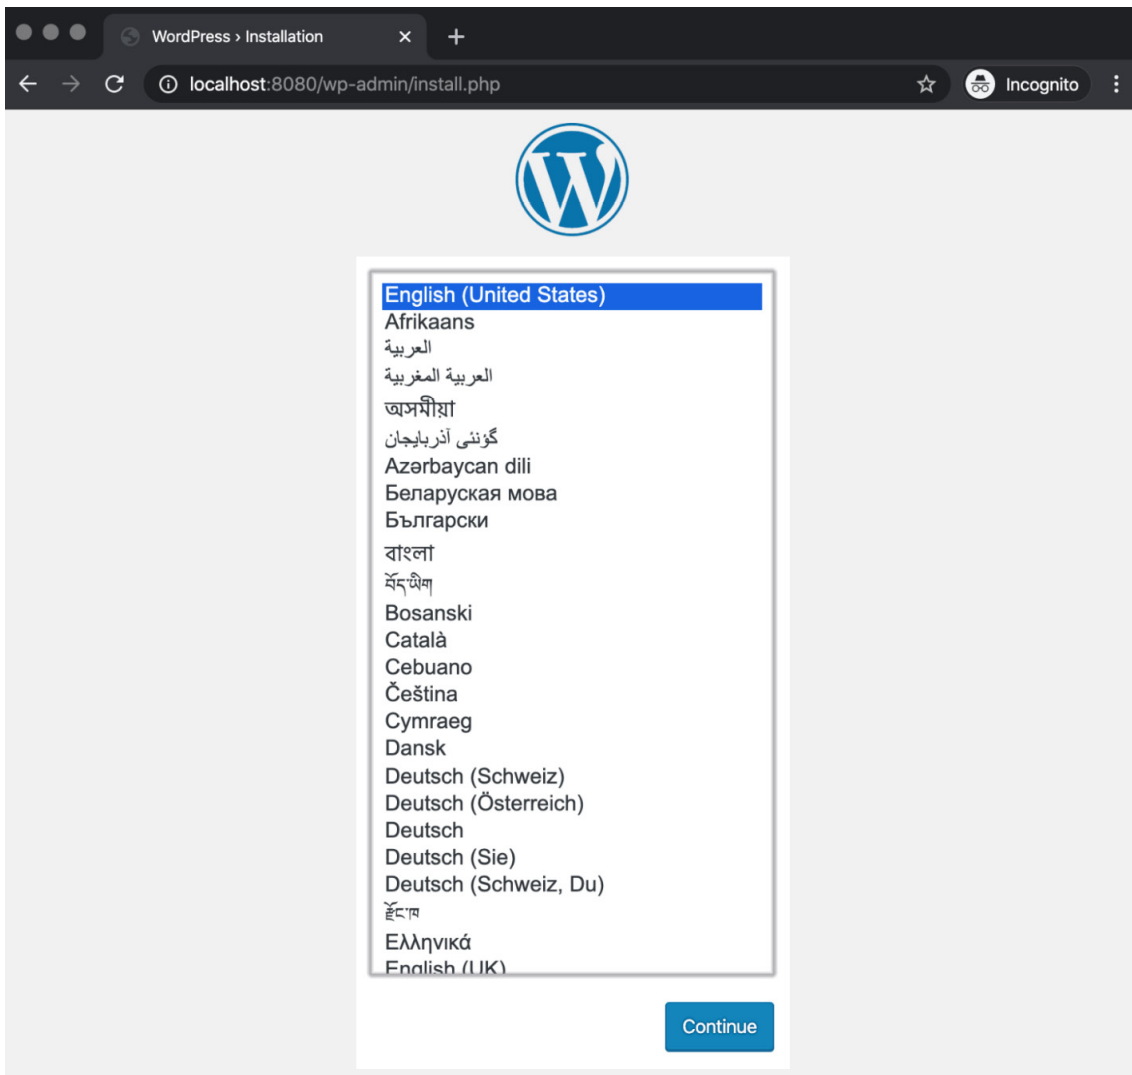 WordPress › Installation
localhost:8080/wp-admin/install.php
Incognito
English (United States)
Afrikaans
العربية
العربية المغربية
অসমীয়া
گؤنئی آذربایجان
Azərbaycan dili
Беларуская мова
Български
বাংলা
བོད་ཡིག
Bosanski
Català
Cebuano
Čeština
Cymraeg
Dansk
Deutsch (Schweiz)
Deutsch (Österreich)
Deutsch
Deutsch (Sie)
Deutsch (Schweiz, Du)
རྫོང་ཁ
Ελληνικά
English (UK)
Continue